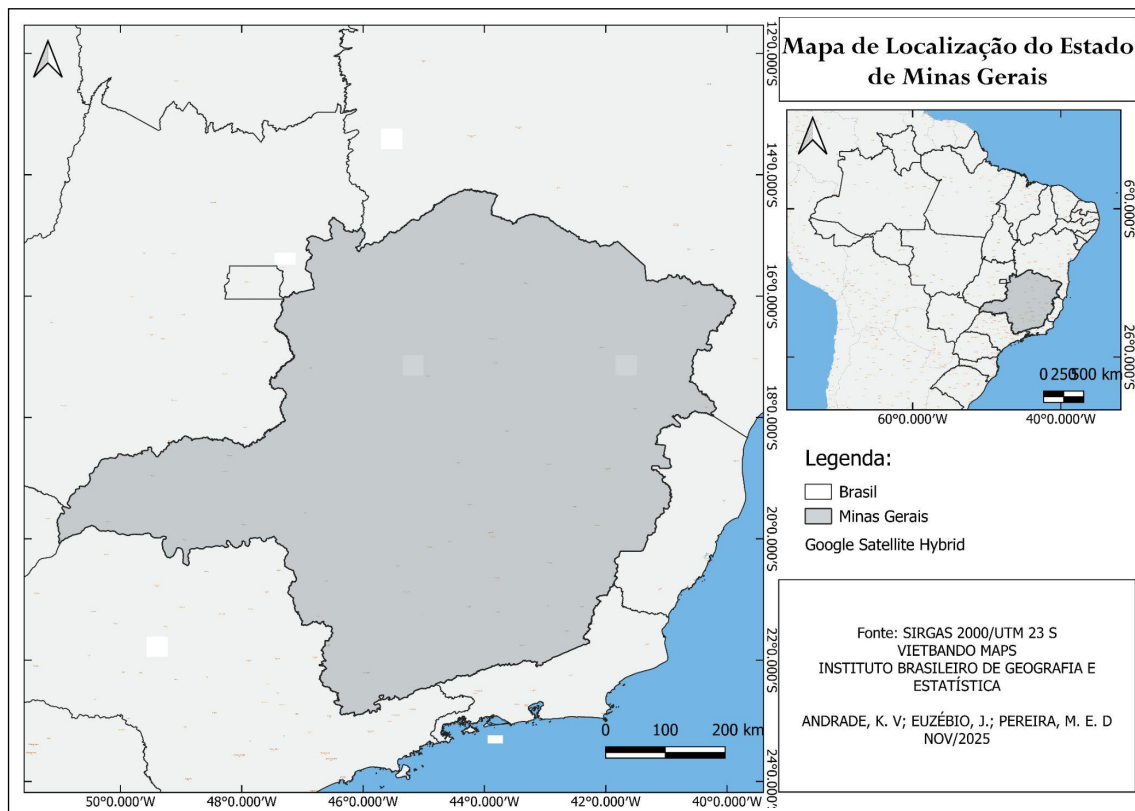 Mapa de Localização do Estado
de Minas Gerais
12°0.000'S
14°0.000'S
16°0.000'S
18°0.000'S
20°0.000'S
22°0.000'S
24°0.000'S
50°0.000'W
48°0.000'W
46°0.000'W
44°0.000'W
42°0.000'W
40°0.000'W
0 100 200 km
6°0.000'S
26°0.000'S
0 250 500 km
60°0.000'W
40°0.000'W
Legenda:
Brasil
Minas Gerais
Google Satellite Hybrid
Fonte: SIRGAS 2000/UTM 23 S
VIETBANDO MAPS
INSTITUTO BRASILEIRO DE GEOGRAFIA E
ESTATÍSTICA
ANDRADE, K. V; EUZÉBIO, J.; PEREIRA, M. E. D
NOV/2025